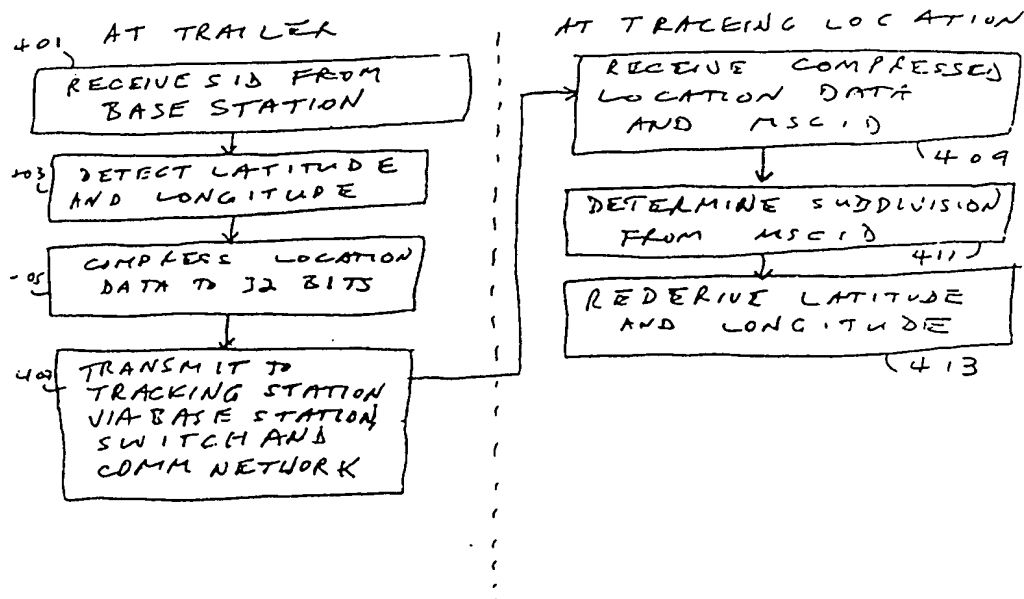 AT TRAILER
401
RECEIVE SID FROM
BASE STATION
403
DETECT LATITUDE
AND LONGITUDE
405
COMPRESS LOCATION
DATA TO 32 BITS
407
TRANSMIT TO
TRACKING STATION
VIA BASE STATION,
SWITCH AND
COMM NETWORK
AT TRACKING LOCATION
RECEIVE COMPRESSED
LOCATION DATA
AND MSCID
409
DETERMINE SUBDIVISION
FROM MSCID
411
REDERIVE LATITUDE
AND LONGITUDE
413